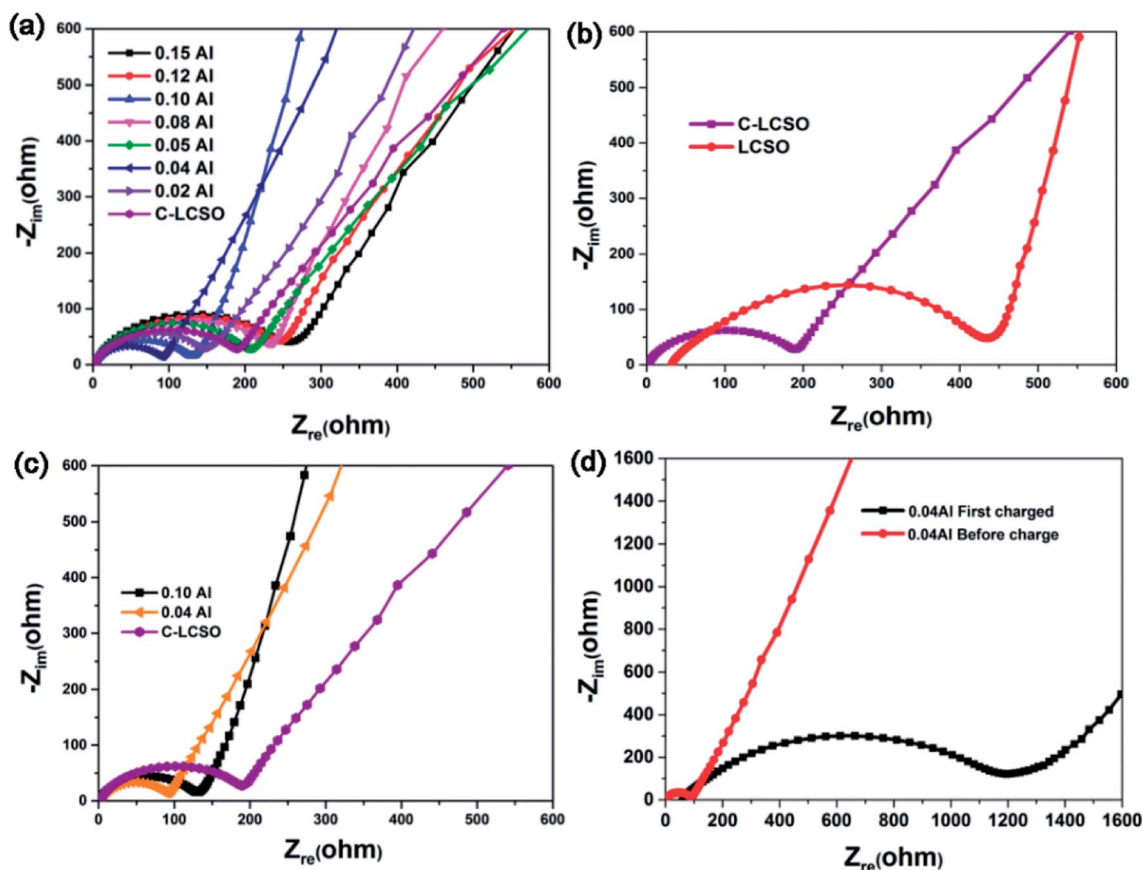 (a)
600
500
400
300
200
100
0
-Zim(ohm)
0.15 Al
0.12 Al
0.10 Al
0.08 Al
0.05 Al
0.04 Al
0.02 Al
C-LCSO
0 100 200 300 400 500 600
Zre(ohm)
(b)
600
500
400
300
200
100
0
-Zim(ohm)
C-LCSO
LCSO
0 100 200 300 400 500 600
Zre(ohm)
(c)
600
500
400
300
200
100
0
-Zim(ohm)
0.10 Al
0.04 Al
C-LCSO
0 100 200 300 400 500 600
Zre(ohm)
(d)
1600
1400
1200
1000
800
600
400
200
0
-Zim(ohm)
0.04Al First charged
0.04Al Before charge
0 200 400 600 800 1000 1200 1400 1600
Zre(ohm)